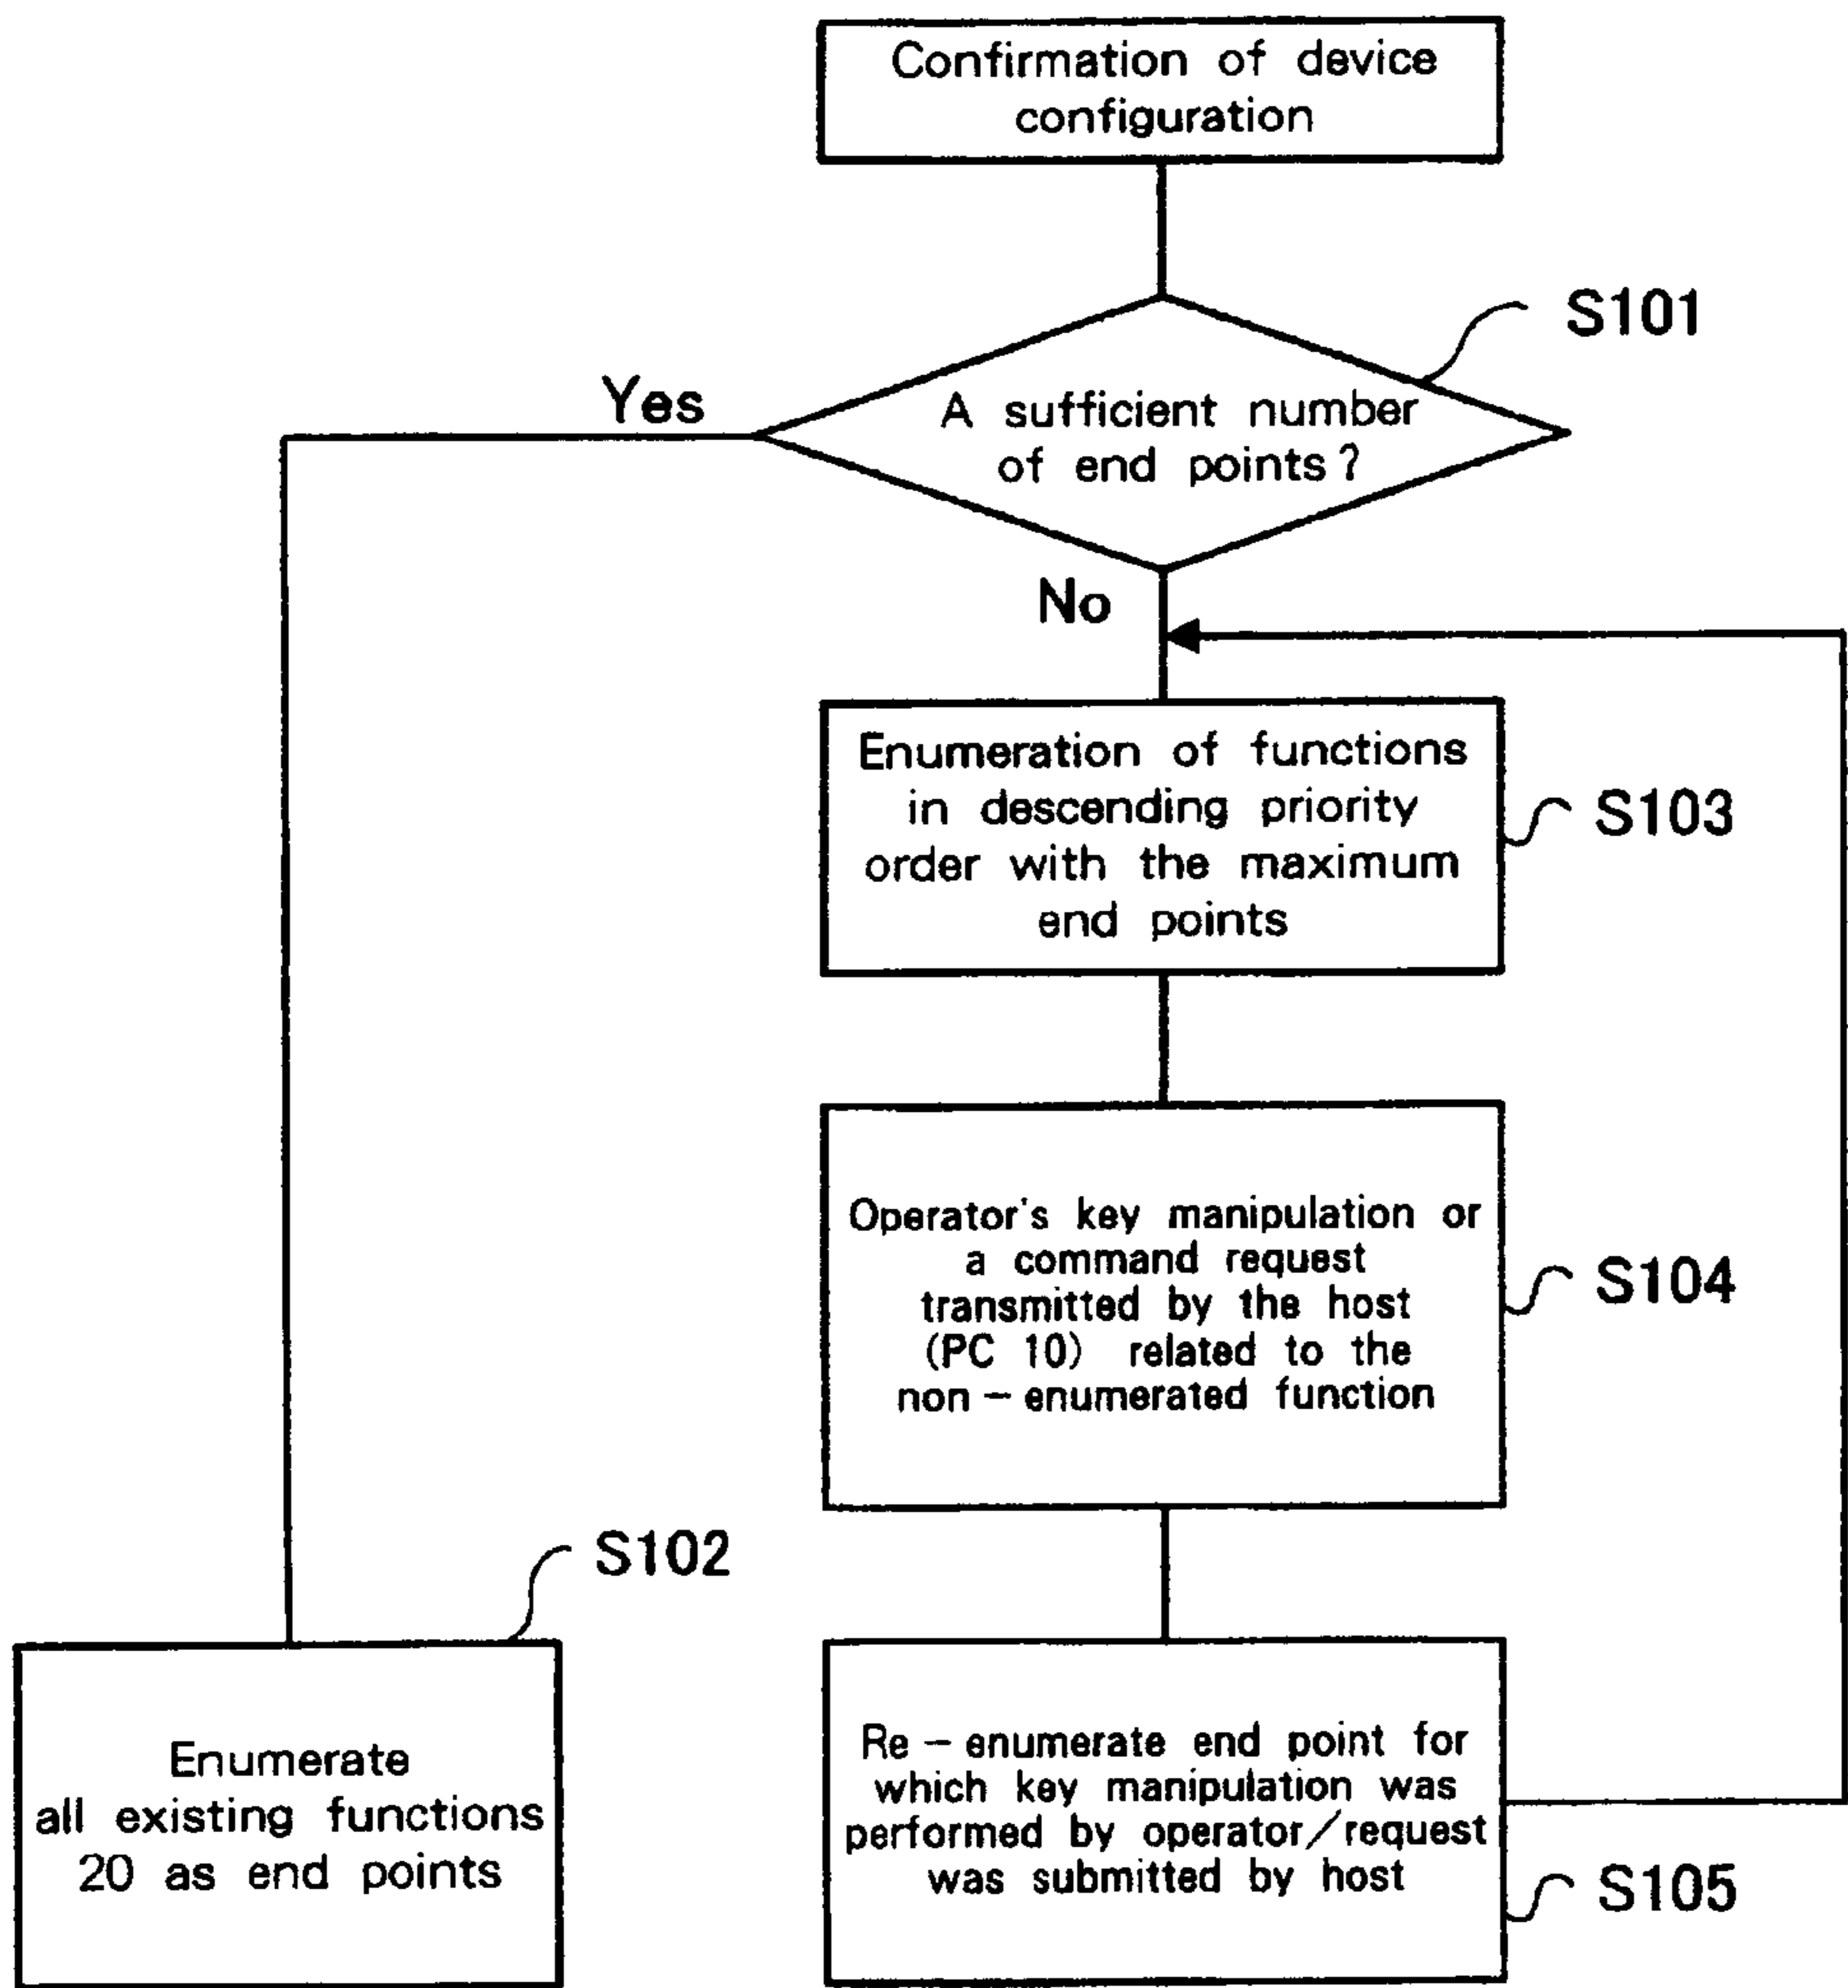 Confirmation of device
configuration
S101
Yes
A sufficient number
of end points?
No
Enumeration of functions
in descending priority
order with the maximum
end points
S103
Operator's key manipulation or
a command request
transmitted by the host
(PC 10) related to the
non-enumerated function
S104
S102
Enumerate
all existing functions
20 as end points
Re-enumerate end point for
which key manipulation was
performed by operator/request
was submitted by host
S105